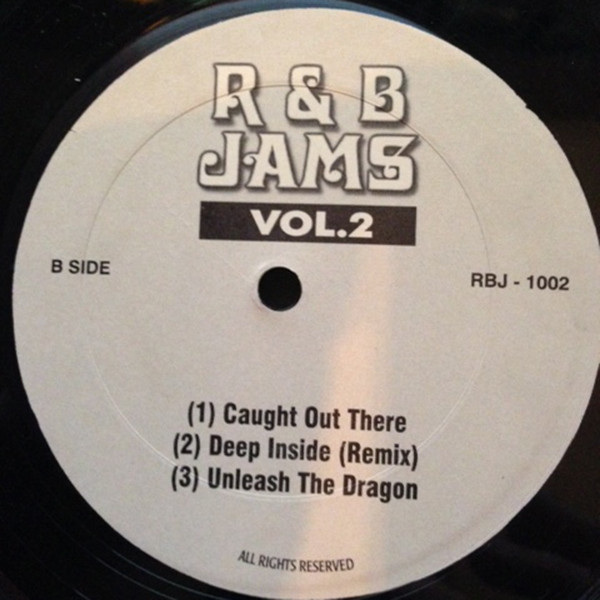 R & B
JAMS
VOL.2
B SIDE
RBJ - 1002
(1) Caught Out There
(2) Deep Inside (Remix)
(3) Unleash The Dragon
ALL RIGHTS RESERVED